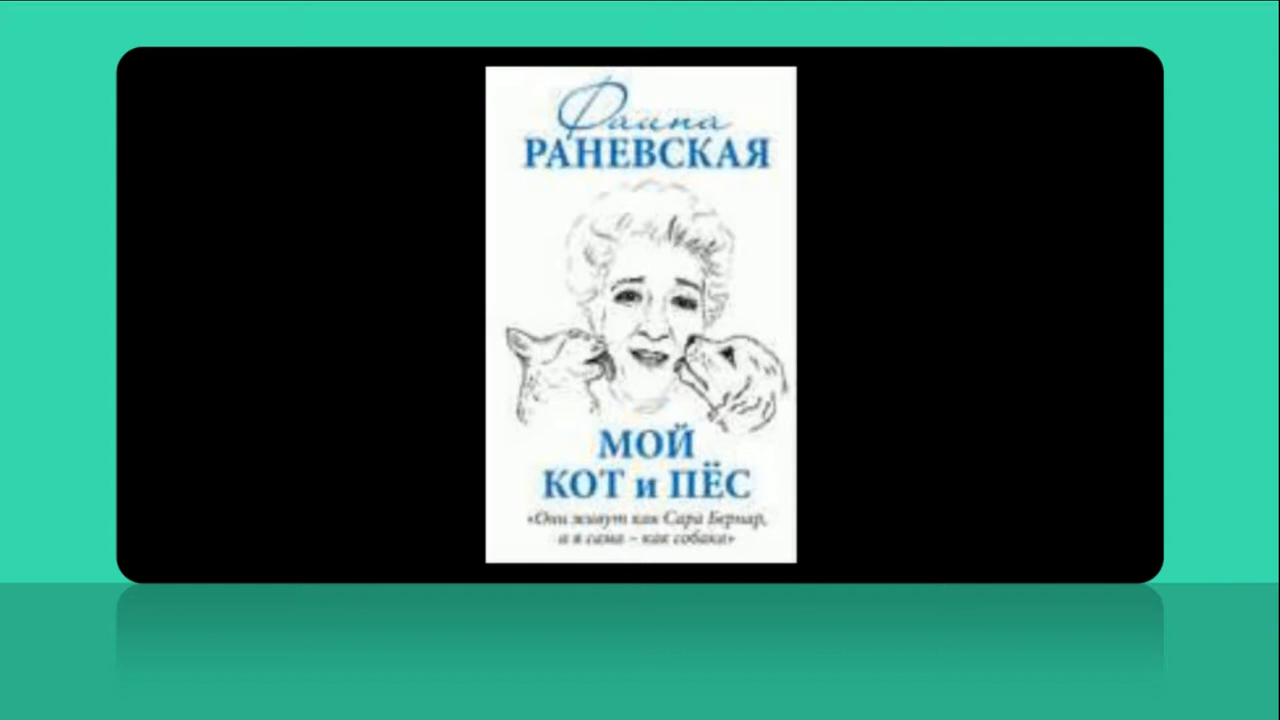 Фаина
РАНЕВСКАЯ
МОЙ
КОТ и ПЁС
«Они живут как Сара Бернар,
а я сама – как собака»